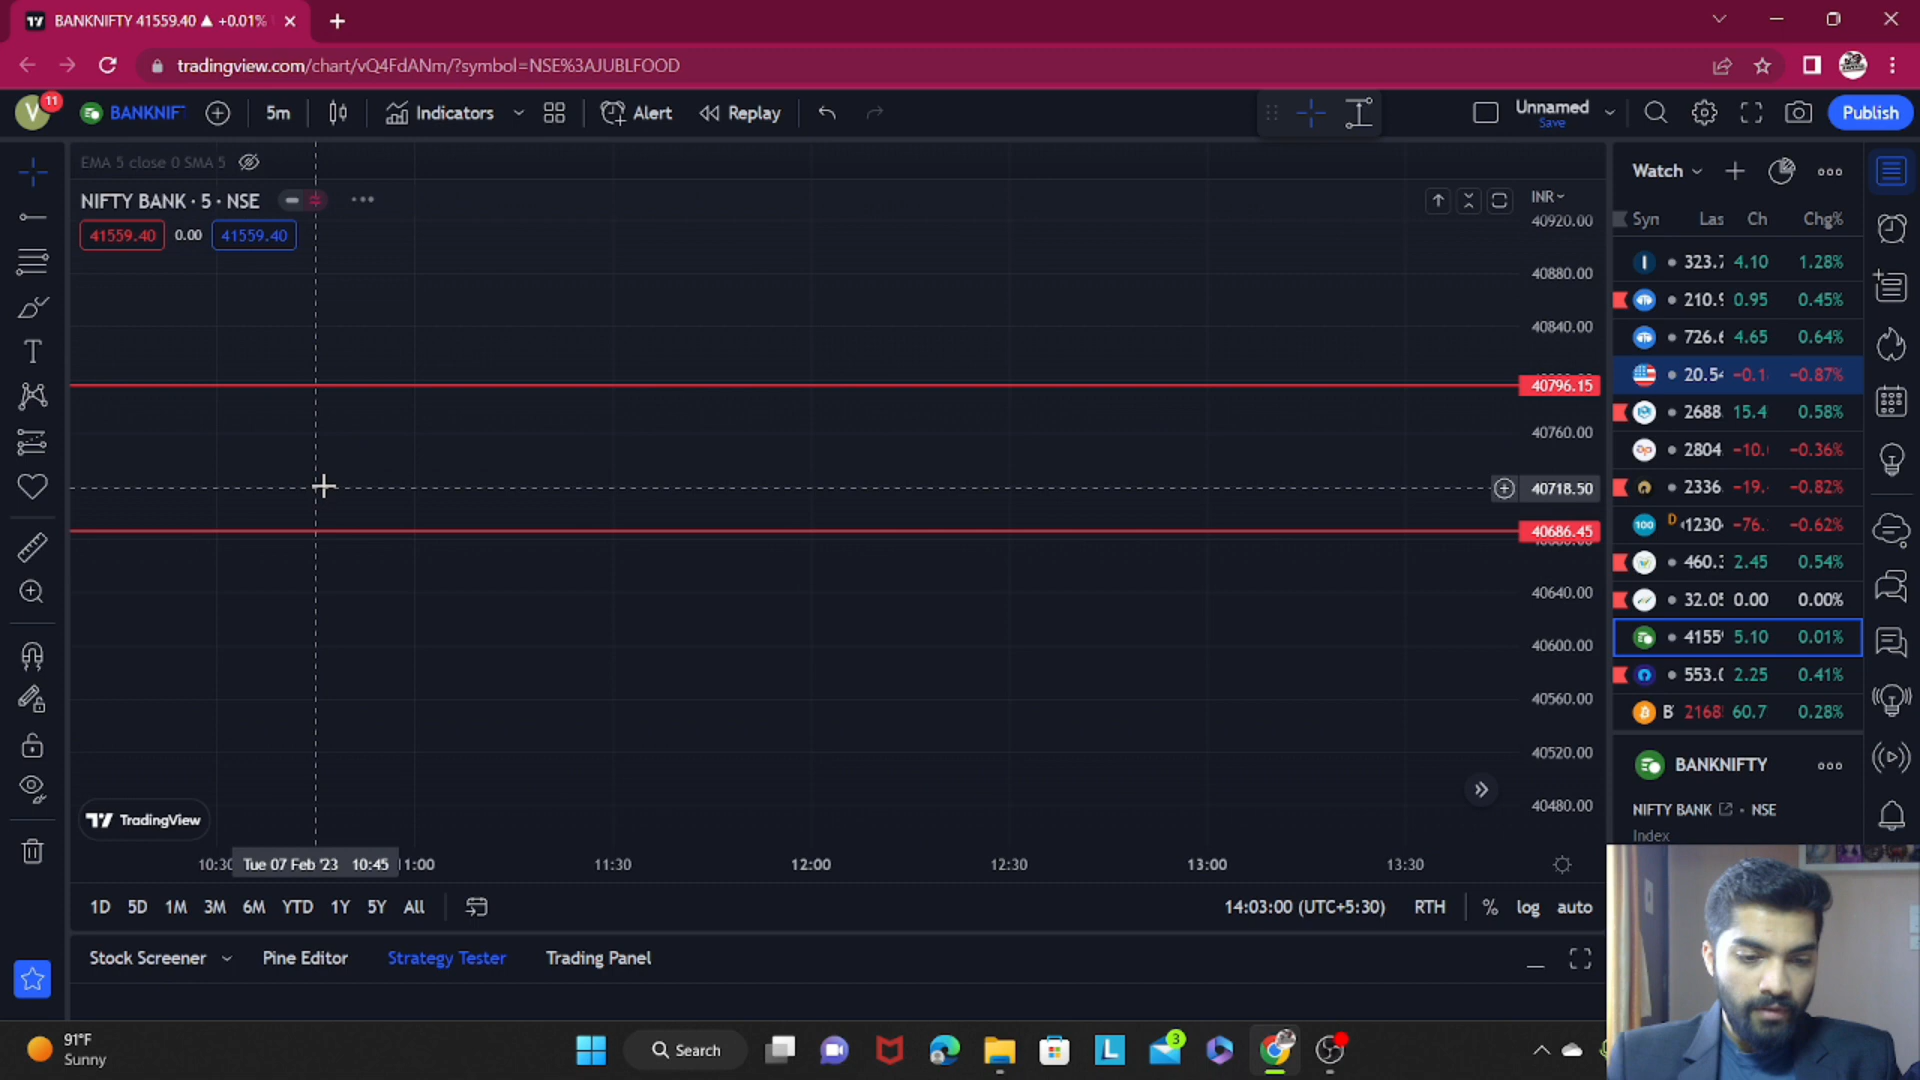 BANKNIFTY 41559.40 ▲ +0.01%
tradingview.com/chart/vQ4FdANm/?symbol=NSE%3AJUBLFOOD
V 11 BANKNIF 5m Indicators Alert Replay Unnamed Save Publish
EMA 5 close 0 SMA 5
NIFTY BANK · 5 · NSE
41559.40 0.00 41559.40
INR
40920.00
40880.00
40840.00
40796.15
40760.00
40718.50
40686.45
40640.00
40600.00
40560.00
40520.00
40480.00
TradingView
10:30 Tue 07 Feb '23 10:45 11:00 11:30 12:00 12:30 13:00 13:30
1D 5D 1M 3M 6M YTD 1Y 5Y All 14:03:00 (UTC+5:30) RTH % log auto
Stock Screener Pine Editor Strategy Tester Trading Panel
Watch
Syn Las Ch Chg%
323. 4.10 1.28%
210. 0.95 0.45%
726. 4.65 0.64%
20.5 −0.1 −0.87%
2688 15.4 0.58%
2804 −10. −0.36%
2336 −19. −0.82%
100 D 1230 −76. −0.62%
460. 2.45 0.54%
32.0 0.00 0.00%
4155 5.10 0.01%
553. 2.25 0.41%
B 2168 60.7 0.28%
BANKNIFTY
NIFTY BANK · NSE
Index
91°F
Sunny
Search
L
3